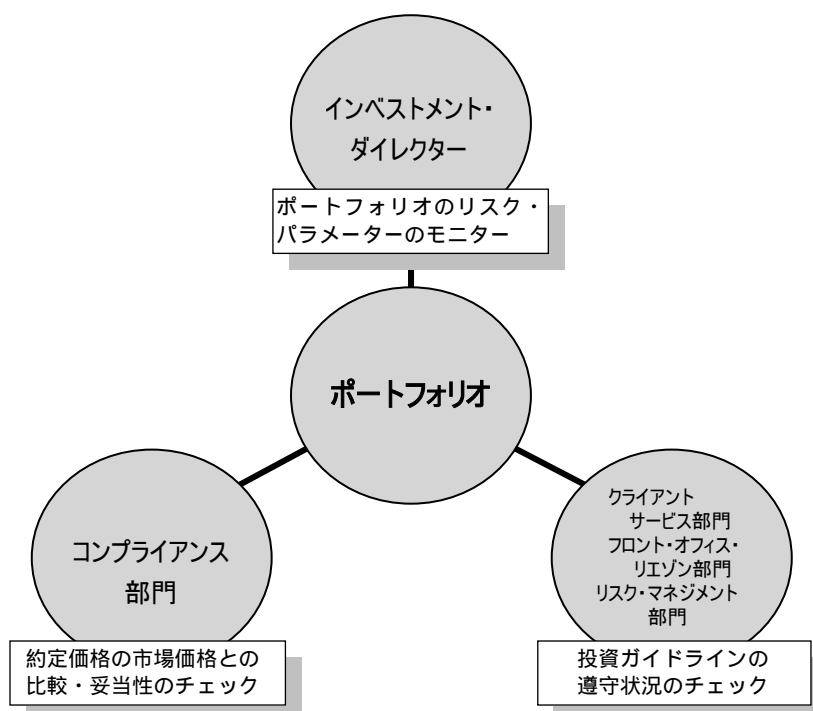 インベストメント・
ダイレクター
ポートフォリオのリスク・
パラメーターのモニター
ポートフォリオ
コンプライアンス
部門
約定価格の市場価格との
比較・妥当性のチェック
クライアント
サービス部門
フロント・オフィス・
リエゾン部門
リスク・マネジメント
部門
投資ガイドラインの
遵守状況のチェック